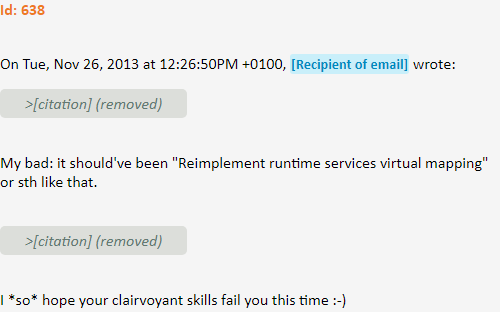 Id: 638
On Tue, Nov 26, 2013 at 12:26:50PM +0100, [Recipient of email] wrote:
>[citation] (removed)
My bad: it should've been "Reimplement runtime services virtual mapping"
or sth like that.
>[citation] (removed)
I *so* hope your clairvoyant skills fail you this time :-)